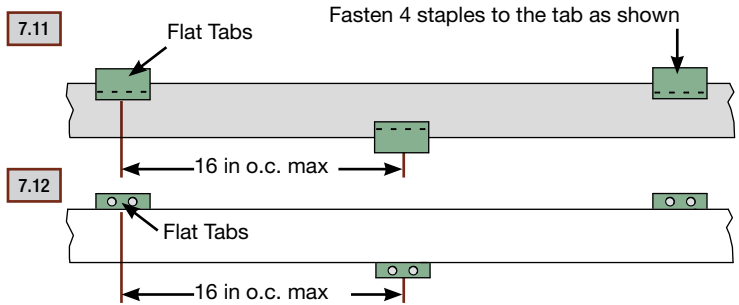 7.11
Flat Tabs
Fasten 4 staples to the tab as shown
16 in o.c. max
7.12
Flat Tabs
16 in o.c. max